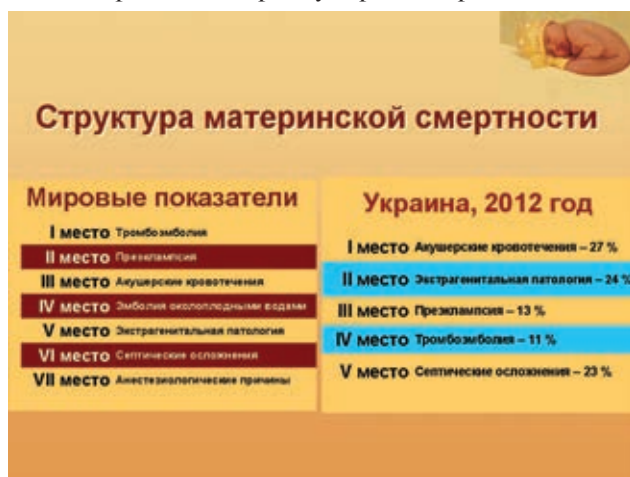 Структура материнской смертности
Мировые показатели
I место Тромбоэмболия
II место Преэклампсия
III место Акушерские кровотечения
IV место Эмболия околоплодными водами
V место Экстрагенитальная патология
VI место Септические осложнения
VII место Анестезиологические причины
Украина, 2012 год
I место Акушерские кровотечения – 27 %
II место Экстрагенитальная патология – 24 %
III место Преэклампсия – 13 %
IV место Тромбоэмболия – 11 %
V место Септические осложнения – 23 %